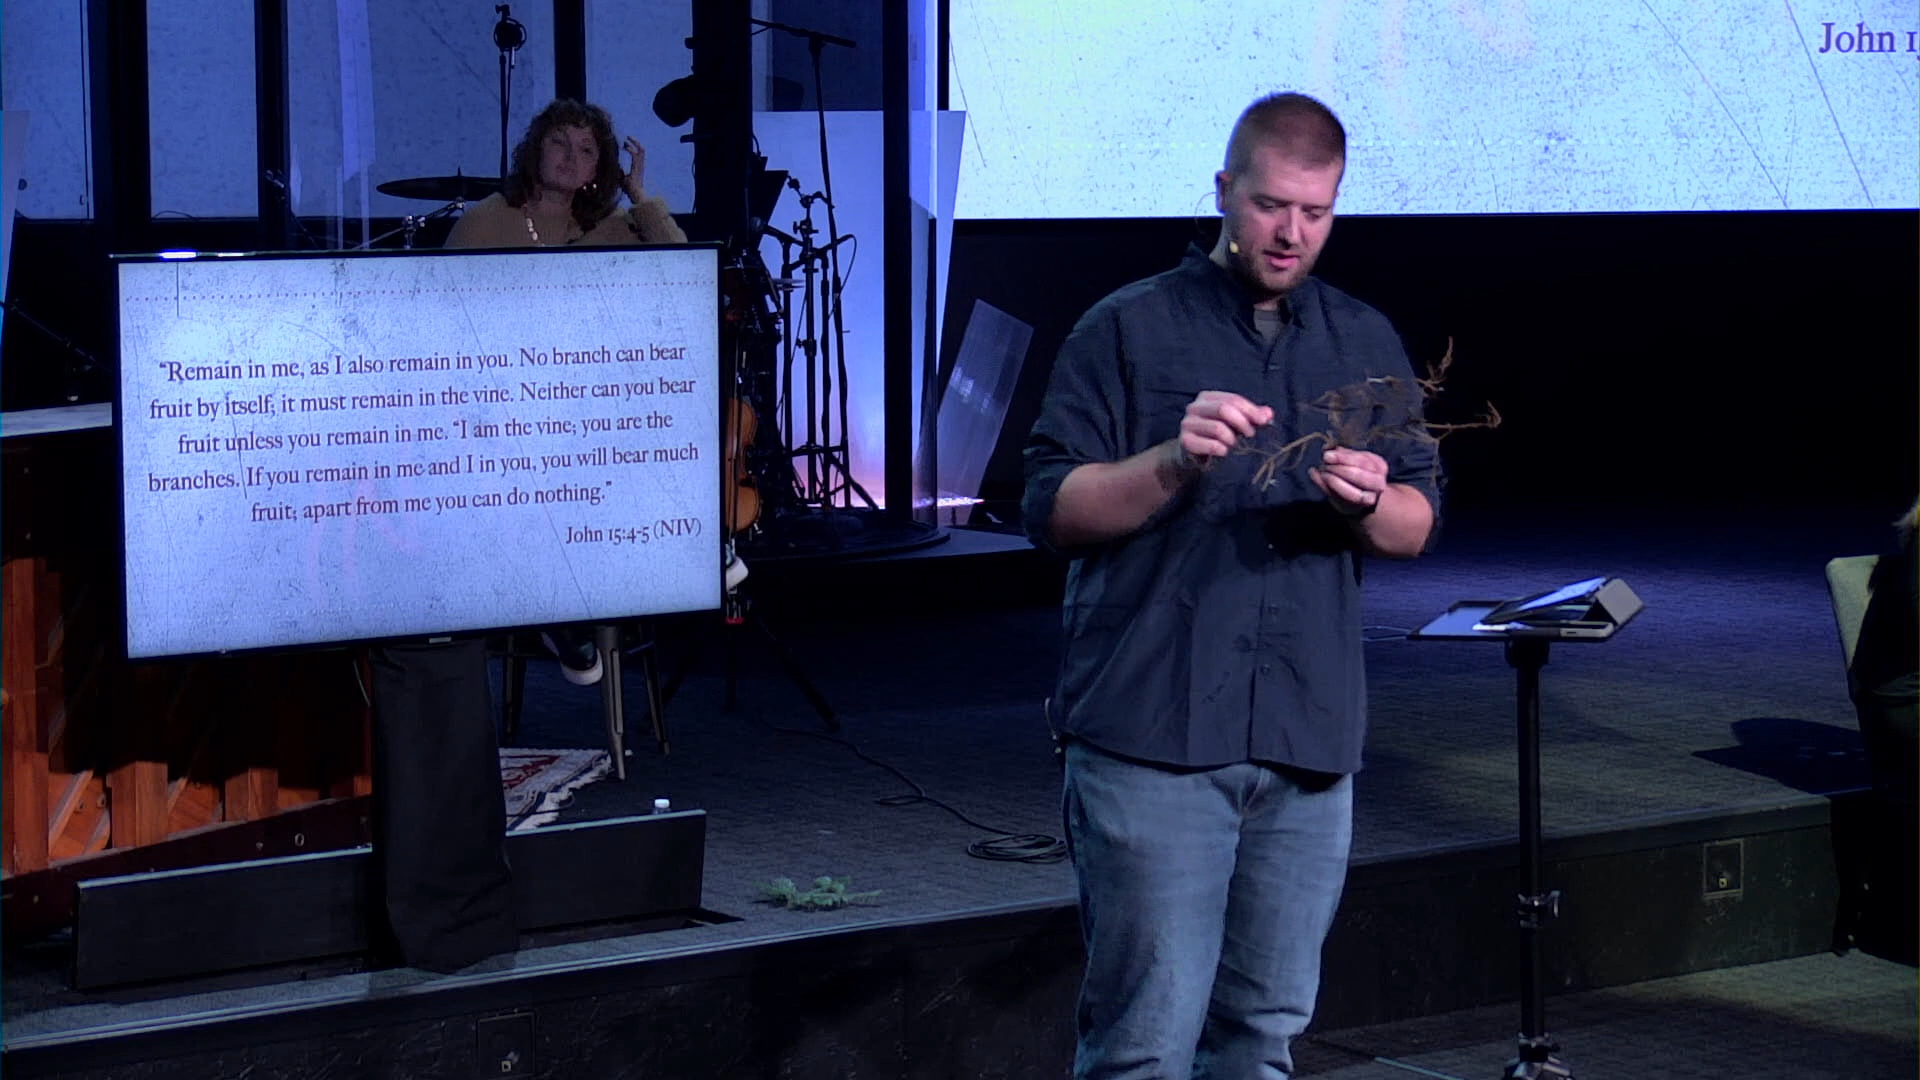 John 1
“Remain in me, as I also remain in you. No branch can bear
fruit by itself; it must remain in the vine. Neither can you bear
fruit unless you remain in me. “I am the vine; you are the
branches. If you remain in me and I in you, you will bear much
fruit; apart from me you can do nothing.”
John 15:4-5 (NIV)